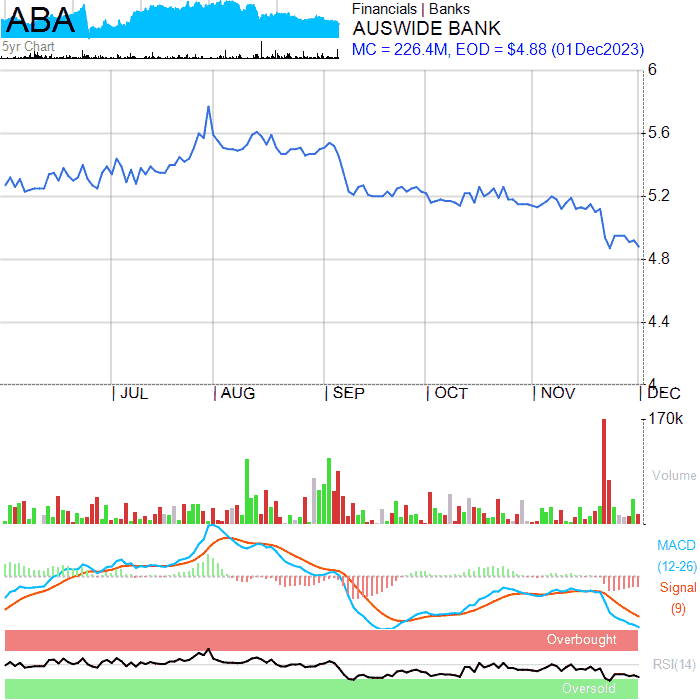 ABA
5yr Chart
Financials | Banks
AUSWIDE BANK
MC = 226.4M, EOD = $4.88 (01Dec2023)
6
5.6
5.2
4.8
4.4
4
JUL AUG SEP OCT NOV DEC
170k
Volume
MACD
(12-26)
Signal
(9)
Overbought
RSI(14)
Oversold